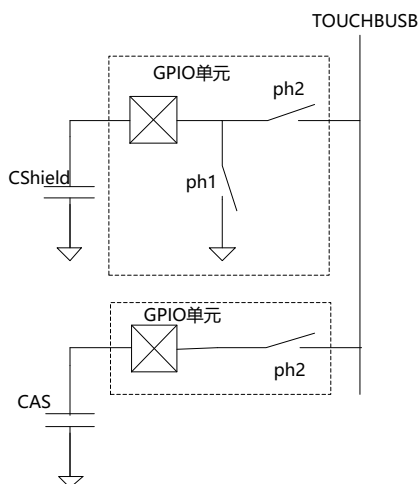 TOUCHBUSB
GPIO单元
ph2
CShield
ph1
GPIO单元
ph2
CAS